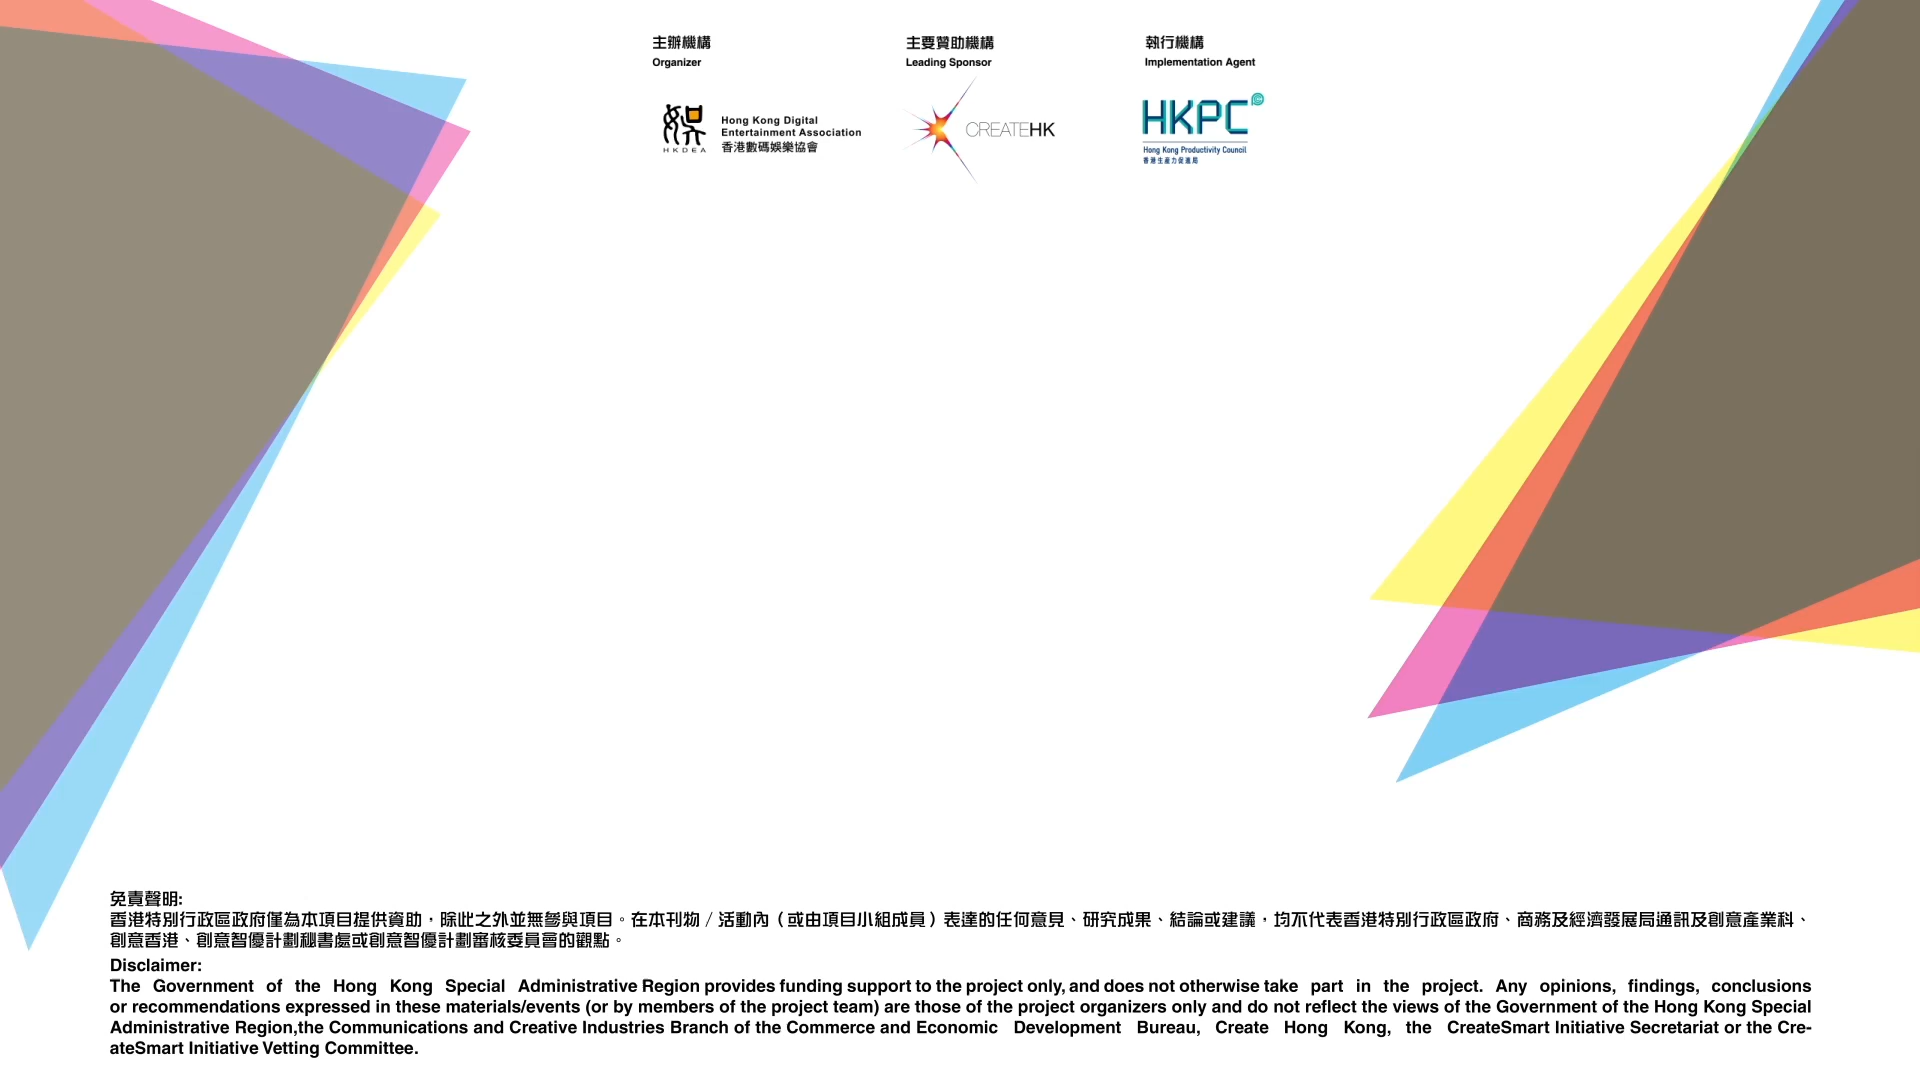 主辦機構
Organizer
主要贊助機構
Leading Sponsor
執行機構
Implementation Agent
HKDEA
Hong Kong Digital
Entertainment Association
香港數碼娛樂協會
CREATEHK
HKPC
Hong Kong Productivity Council
香港生產力促進局
免責聲明:
香港特別行政區政府僅為本項目提供資助，除此之外並無參與項目。在本刊物 / 活動內（或由項目小組成員）表達的任何意見、研究成果、結論或建議，均不代表香港特別行政區政府、商務及經濟發展局通訊及創意產業科、
創意香港、創意智優計劃秘書處或創意智優計劃審核委員會的觀點。
Disclaimer:
The Government of the Hong Kong Special Administrative Region provides funding support to the project only, and does not otherwise take part in the project. Any opinions, findings, conclusions
or recommendations expressed in these materials/events (or by members of the project team) are those of the project organizers only and do not reflect the views of the Government of the Hong Kong Special
Administrative Region,the Communications and Creative Industries Branch of the Commerce and Economic Development Bureau, Create Hong Kong, the CreateSmart Initiative Secretariat or the Cre-
ateSmart Initiative Vetting Committee.